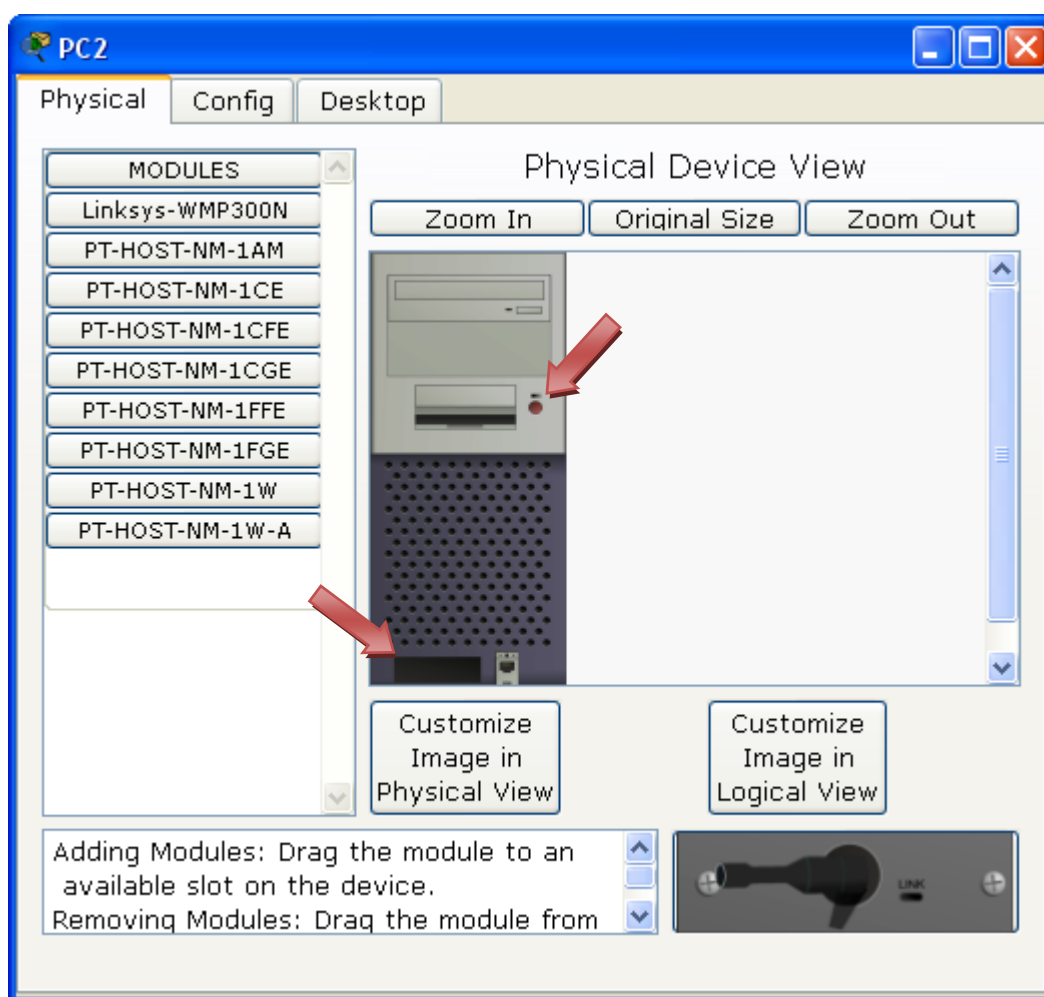 PC2
Physical
Config
Desktop
MODULES
Linksys-WMP300N
PT-HOST-NM-1AM
PT-HOST-NM-1CE
PT-HOST-NM-1CFE
PT-HOST-NM-1CGE
PT-HOST-NM-1FFE
PT-HOST-NM-1FGE
PT-HOST-NM-1W
PT-HOST-NM-1W-A
Physical Device View
Zoom In
Original Size
Zoom Out
Customize
Image in
Physical View
Customize
Image in
Logical View
Adding Modules: Drag the module to an
available slot on the device.
Removing Modules: Drag the module from
LINK